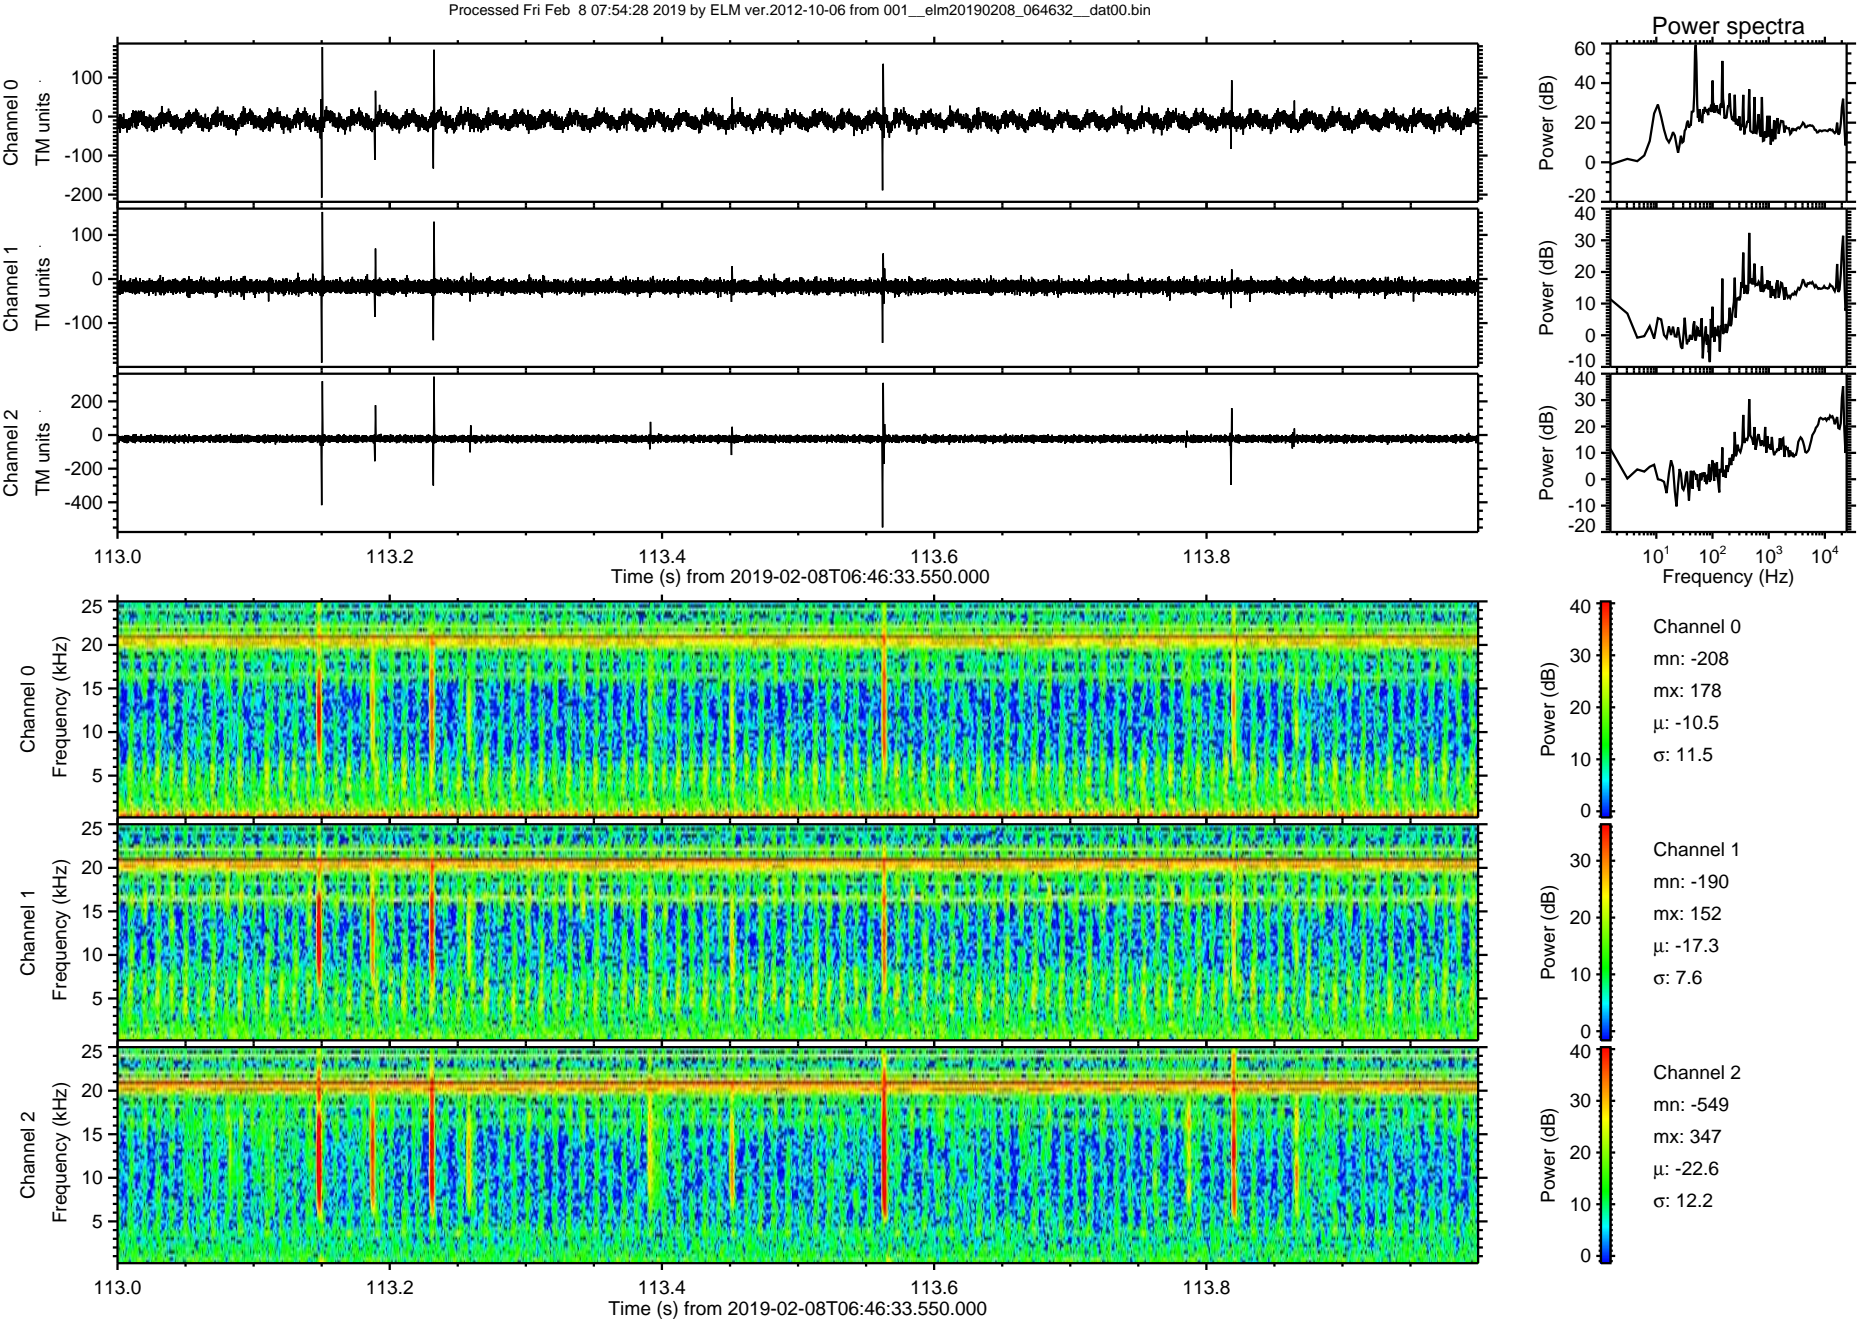 Processed Fri Feb  8 07:54:28 2019 by ELM ver.2012-10-06 from 001__elm20190208_064632__dat00.bin
Power spectra
Channel 0
TM units
100
0
-100
-200
Power (dB)
60
40
20
0
-20
Channel 1
TM units
100
0
-100
Power (dB)
40
30
20
10
0
-10
Channel 2
TM units
200
0
-200
-400
Power (dB)
40
30
20
10
0
-10
-20
113.0 113.2 113.4 113.6 113.8
Time (s) from 2019-02-08T06:46:33.550.000
10^1 10^2 10^3 10^4
Frequency (Hz)
Channel 0
Frequency (kHz)
25
20
15
10
5
Power (dB)
40
30
20
10
0
Channel 0
mn: -208
mx: 178
µ: -10.5
σ: 11.5
Channel 1
Frequency (kHz)
25
20
15
10
5
Power (dB)
30
20
10
0
Channel 1
mn: -190
mx: 152
µ: -17.3
σ: 7.6
Channel 2
Frequency (kHz)
25
20
15
10
5
Power (dB)
40
30
20
10
0
Channel 2
mn: -549
mx: 347
µ: -22.6
σ: 12.2
113.0 113.2 113.4 113.6 113.8
Time (s) from 2019-02-08T06:46:33.550.000